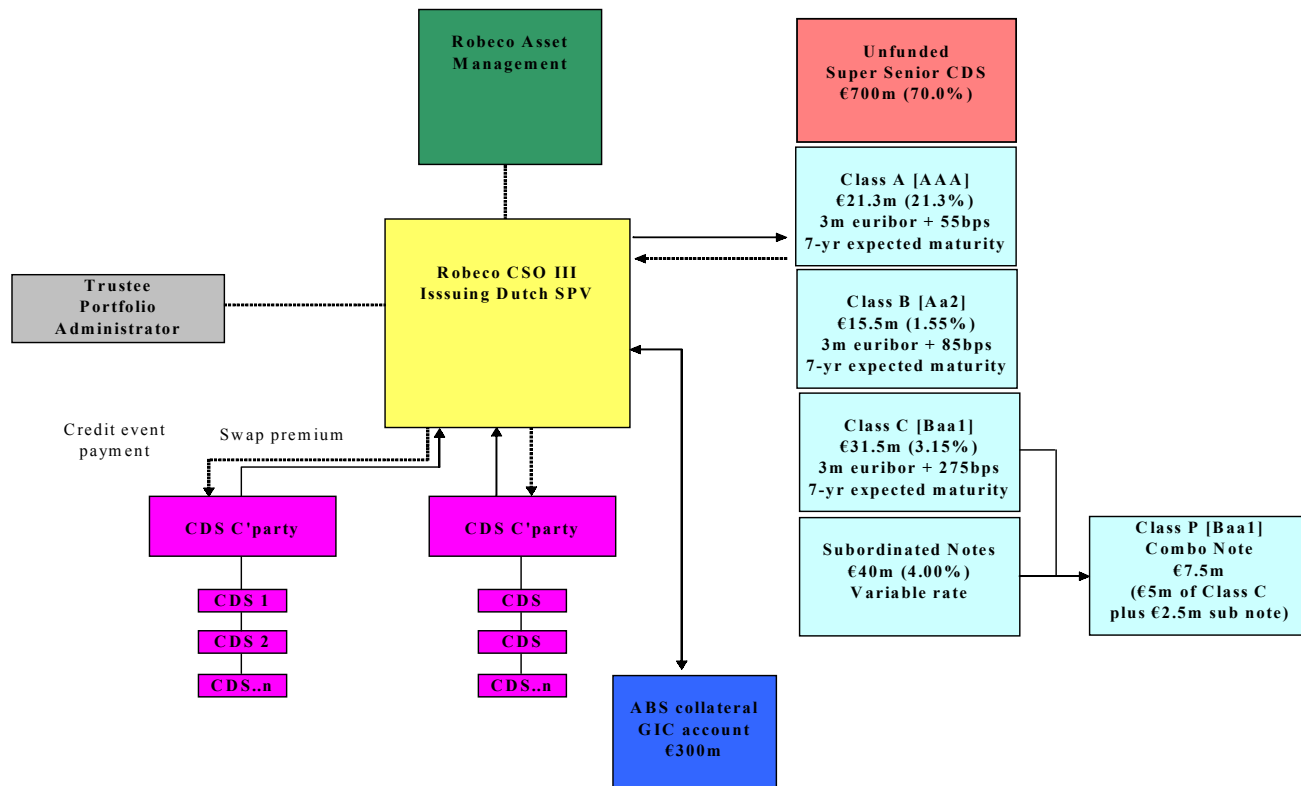 Robeco Asset
Management
Unfunded
Super Senior CDS
€700m (70.0%)
Class A [AAA]
€21.3m (21.3%)
3m euribor + 55bps
7-yr expected maturity
Robeco CSO III
Isssuing Dutch SPV
Trustee
Portfolio
Administrator
Class B [Aa2]
€15.5m (1.55%)
3m euribor + 85bps
7-yr expected maturity
Credit event
payment
Swap premium
Class C [Baa1]
€31.5m (3.15%)
3m euribor + 275bps
7-yr expected maturity
CDS C'party
CDS C'party
Subordinated Notes
€40m (4.00%)
Variable rate
Class P [Baa1]
Combo Note
€7.5m
(€5m of Class C
plus €2.5m sub note)
CDS 1
CDS 2
CDS..n
CDS
CDS
CDS..n
ABS collateral
GIC account
€300m